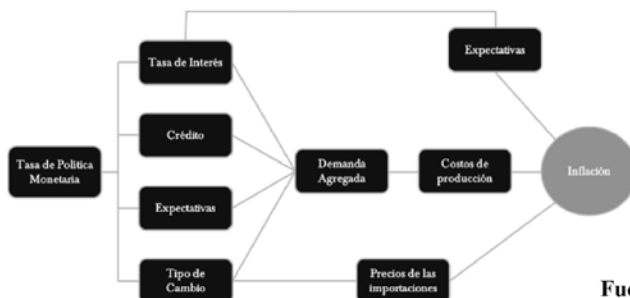 Tasa de Interés
Expectativas
Crédito
Tasa de Política
Monetaria
Demanda
Agregada
Costos de
producción
Inflación
Expectativas
Tipo de
Cambio
Precios de las
importaciones